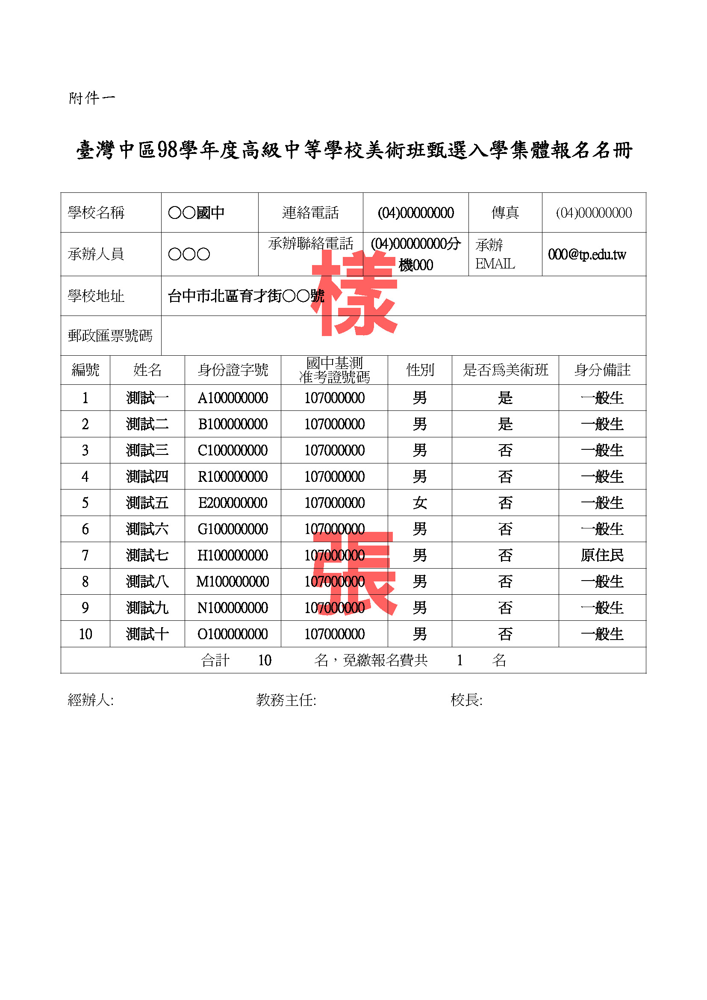 附件一
臺灣中區98學年度高級中等學校美術班甄選入學集體報名名冊
學校名稱 ○○國中 連絡電話 (04)00000000 傳真 (04)00000000
承辦人員 ○○○ 承辦聯絡電話 (04)00000000分機000 承辦EMAIL 000@tp.edu.tw
學校地址 台中市北區育才街○○號
郵政匯票號碼
編號 姓名 身份證字號 國中基測准考證號碼 性別 是否為美術班 身分備註
1 測試一 A100000000 107000000 男 是 一般生
2 測試二 B100000000 107000000 男 是 一般生
3 測試三 C100000000 107000000 男 否 一般生
4 測試四 R100000000 107000000 男 否 一般生
5 測試五 E200000000 107000000 女 否 一般生
6 測試六 G100000000 107000000 男 否 一般生
7 測試七 H100000000 107000000 男 否 原住民
8 測試八 M100000000 107000000 男 否 一般生
9 測試九 N100000000 107000000 男 否 一般生
10 測試十 O100000000 107000000 男 否 一般生
合計 10 名，免繳報名費共 1 名
經辦人: 教務主任: 校長:
樣
張